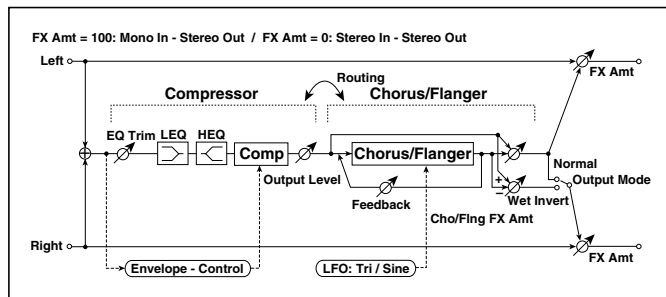 FX Amt = 100: Mono In - Stereo Out / FX Amt = 0: Stereo In - Stereo Out
Left
FX Amt
Routing
Compressor
Chorus/Flanger
EQ Trim
LEQ
HEQ
Comp
Chorus/Flanger
Normal
Output Level
Output Mode
Feedback
+
−
Wet Invert
Cho/Flng FX Amt
Right
FX Amt
Envelope - Control
LFO: Tri / Sine